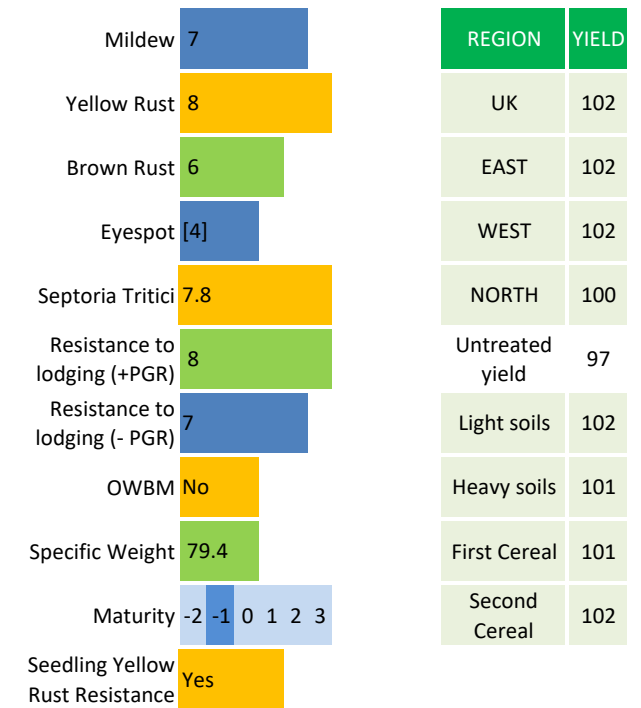 Mildew 7
Yellow Rust 8
Brown Rust 6
Eyespot [4]
Septoria Tritici 7.8
Resistance to
lodging (+PGR) 8
Resistance to
lodging (- PGR) 7
OWBM No
Specific Weight 79.4
Maturity -2 -1 0 1 2 3
Seedling Yellow
Rust Resistance Yes
REGION YIELD
UK 102
EAST 102
WEST 102
NORTH 100
Untreated
yield 97
Light soils 102
Heavy soils 101
First Cereal 101
Second
Cereal 102